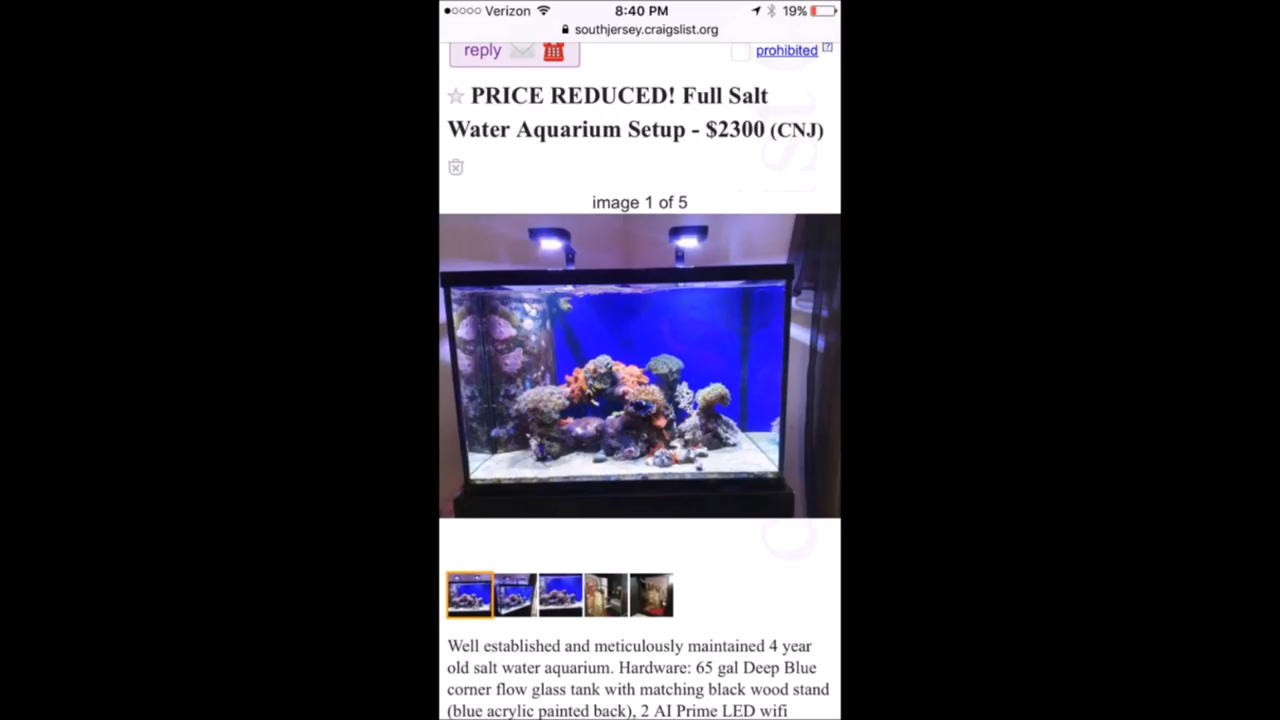 Verizon 8:40 PM 19%
southjersey.craigslist.org
reply prohibited [?]
PRICE REDUCED! Full Salt
Water Aquarium Setup - $2300 (CNJ)
image 1 of 5
Well established and meticulously maintained 4 year
old salt water aquarium. Hardware: 65 gal Deep Blue
corner flow glass tank with matching black wood stand
(blue acrylic painted back), 2 AI Prime LED wifi